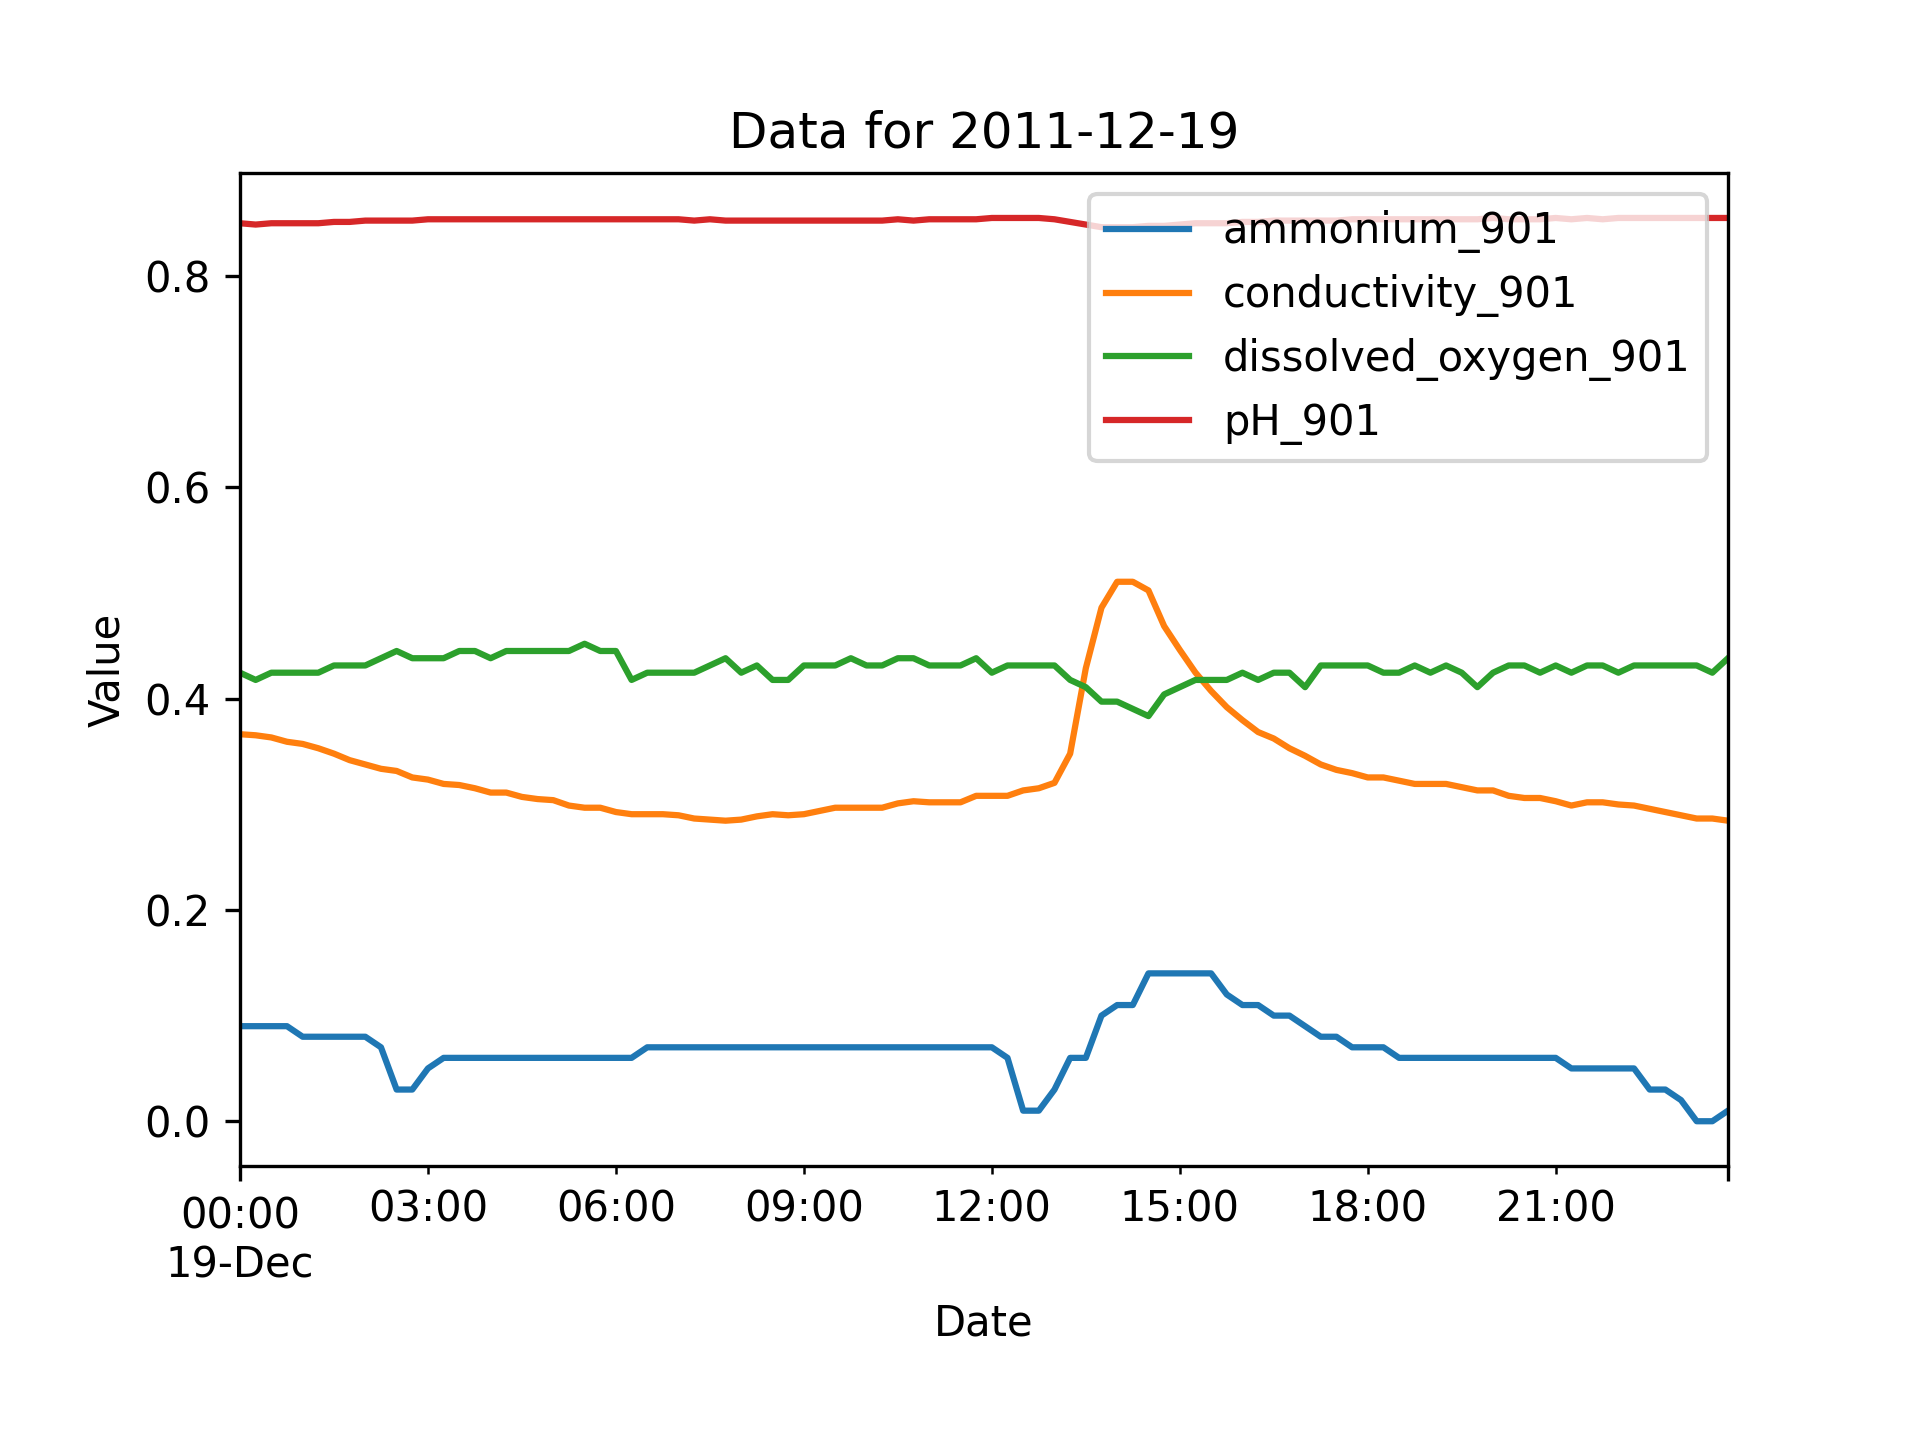 Data for 2011-12-19
ammonium_901
conductivity_901
dissolved_oxygen_901
pH_901
Value
0.8
0.6
0.4
0.2
0.0
00:00 03:00 06:00 09:00 12:00 15:00 18:00 21:00
19-Dec
Date